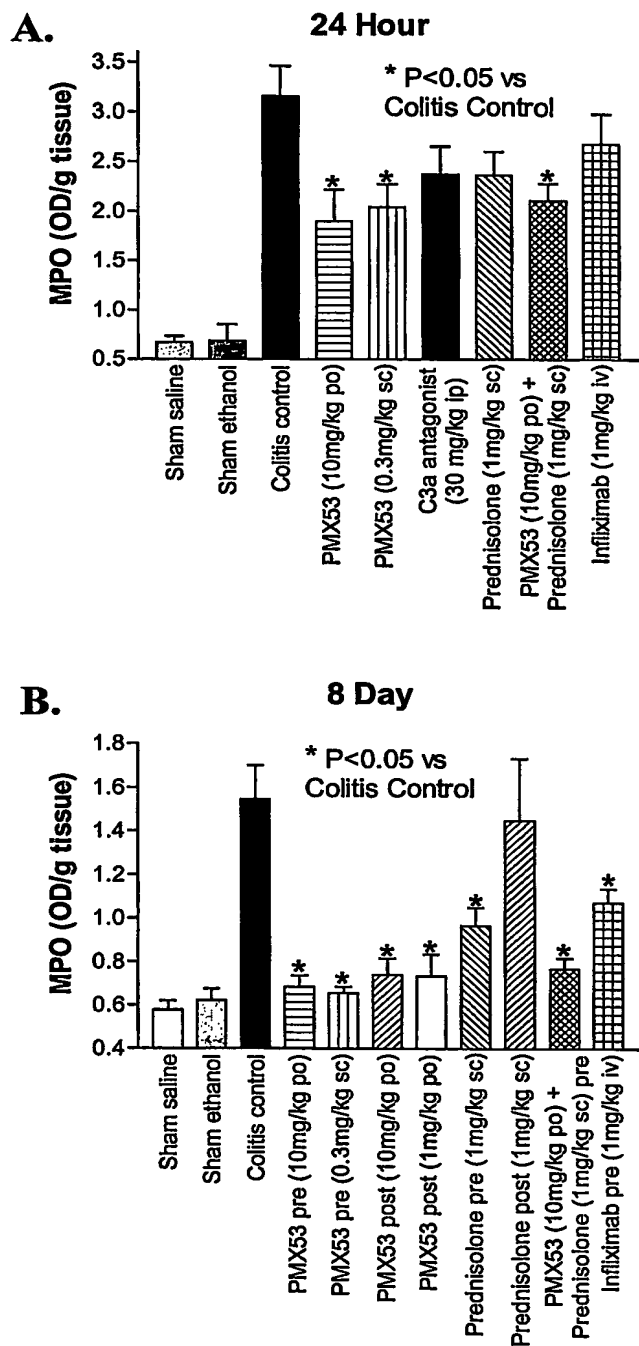 A.
24 Hour
* P<0.05 vs
Colitis Control
MPO (OD/g tissue)
3.5
3.0
2.5
2.0
1.5
1.0
0.5
*
*
*
Sham saline
Sham ethanol
Colitis control
PMX53 (10mg/kg po)
PMX53 (0.3mg/kg sc)
C3a antagonist
(30 mg/kg ip)
Prednisolone (1mg/kg sc)
PMX53 (10mg/kg po) +
Prednisolone (1mg/kg sc)
Infliximab (1mg/kg iv)
B.
8 Day
* P<0.05 vs
Colitis Control
MPO (OD/g tissue)
1.8
1.6
1.4
1.2
1.0
0.8
0.6
0.4
*
*
*
*
*
*
*
Sham saline
Sham ethanol
Colitis control
PMX53 pre (10mg/kg po)
PMX53 pre (0.3mg/kg sc)
PMX53 post (10mg/kg po)
PMX53 post (1mg/kg po)
Prednisolone pre (1mg/kg sc)
Prednisolone post (1mg/kg sc)
PMX53 (10mg/kg po) +
Prednisolone (1mg/kg sc) pre
Infliximab pre (1mg/kg iv)